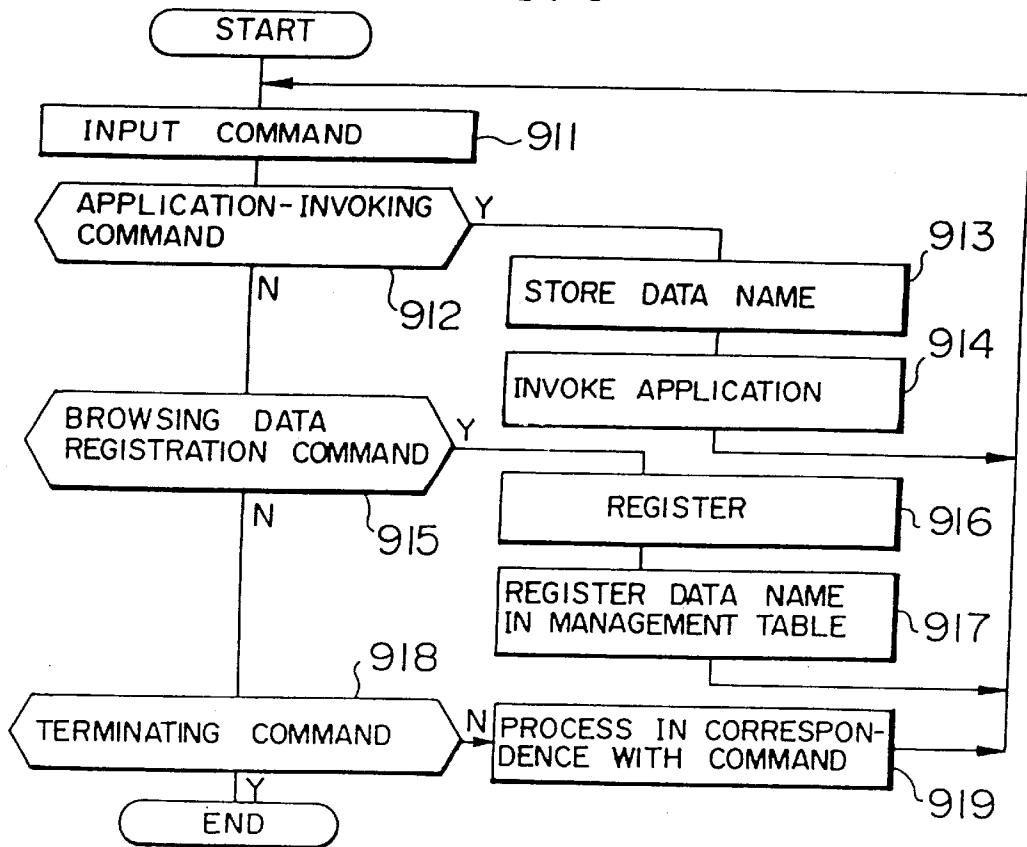 START
INPUT COMMAND
911
APPLICATION-INVOKING
COMMAND
Y
912
N
913
STORE DATA NAME
914
INVOKE APPLICATION
BROWSING DATA
REGISTRATION COMMAND
Y
915
N
REGISTER
916
REGISTER DATA NAME
IN MANAGEMENT TABLE
917
918
TERMINATING COMMAND
N
PROCESS IN CORRESPON-
DENCE WITH COMMAND
919
Y
END